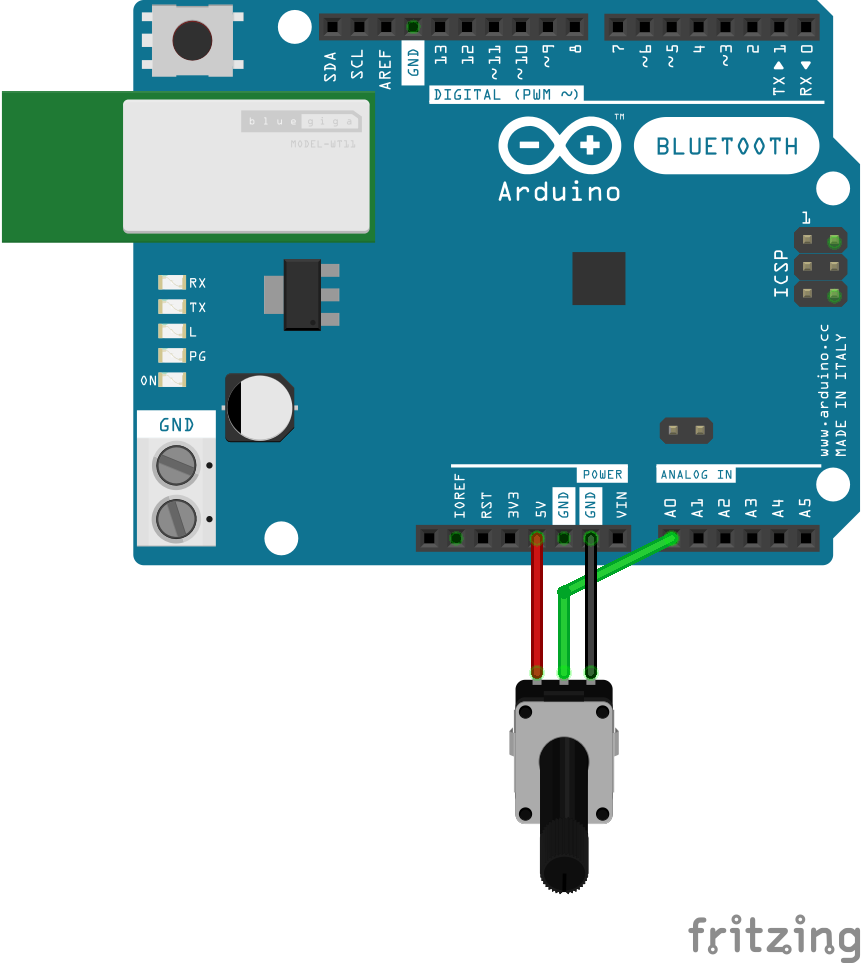 SDA SCL AREF GND 13 12 ~11 ~10 ~9 8 7 ~6 ~5 4 ~3 2 TX ▶ 1 RX ◀ 0
DIGITAL (PWM ~)
bluegiga
MODEL-WT11
TM
Arduino
BLUETOOTH
1
ICSP
RX
TX
L
PG
ON
www.arduino.cc
MADE IN ITALY
GND
POWER
ANALOG IN
IOREF RST 3V3 5V GND GND VIN A0 A1 A2 A3 A4 A5
fritzing